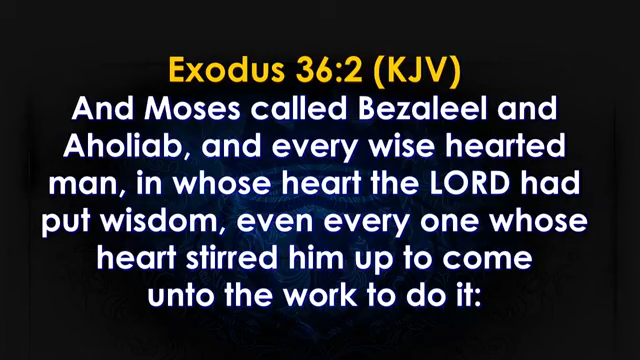 Exodus 36:2 (KJV)
And Moses called Bezaleel and
Aholiab, and every wise hearted
man, in whose heart the LORD had
put wisdom, even every one whose
heart stirred him up to come
unto the work to do it: